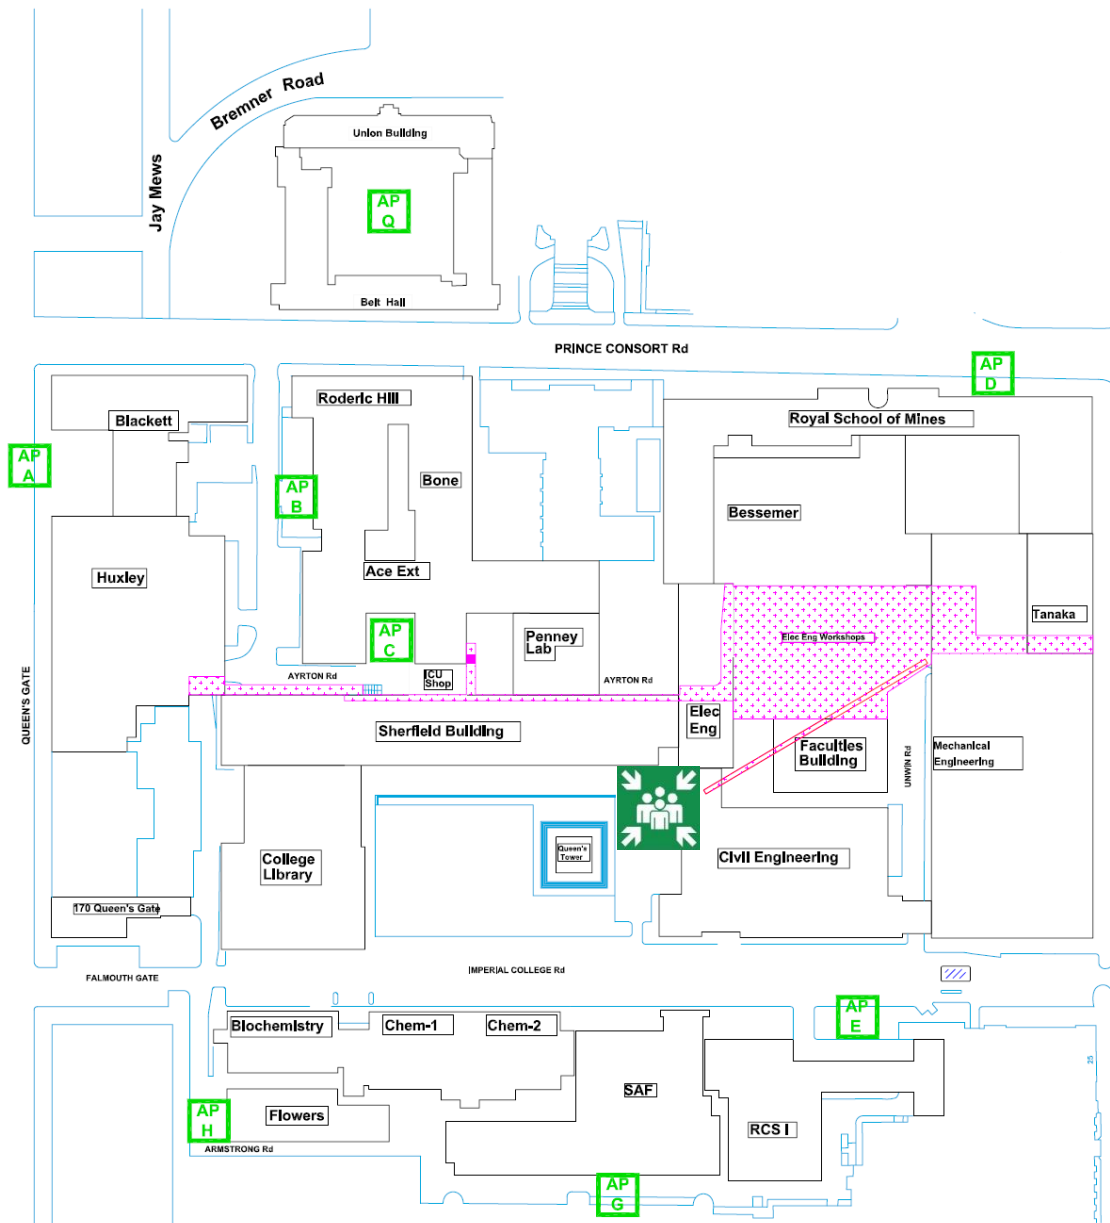 Bremner Road
Union Building
Jay Mews
AP
Q
Belt Hall
PRINCE CONSORT Rd
AP
D
Roderic Hill
Blackett
Royal School of Mines
AP
A
Bone
AP
B
Bessemer
Ace Ext
Huxley
Tanaka
AP
C
Penney
Lab
Elec Eng Workshops
QUEEN'S GATE
AYRTON Rd
ICU
Shop
AYRTON Rd
Elec
Eng
Sherfield Building
Faculties
Building
UNWIN Rd
Mechanical
Engineering
Queen's
Tower
College
Library
Civil Engineering
170 Queen's Gate
FALMOUTH GATE
IMPERIAL COLLEGE Rd
AP
E
Biochemistry
Chem-1
Chem-2
25
SAF
AP
H
Flowers
RCS I
ARMSTRONG Rd
AP
G